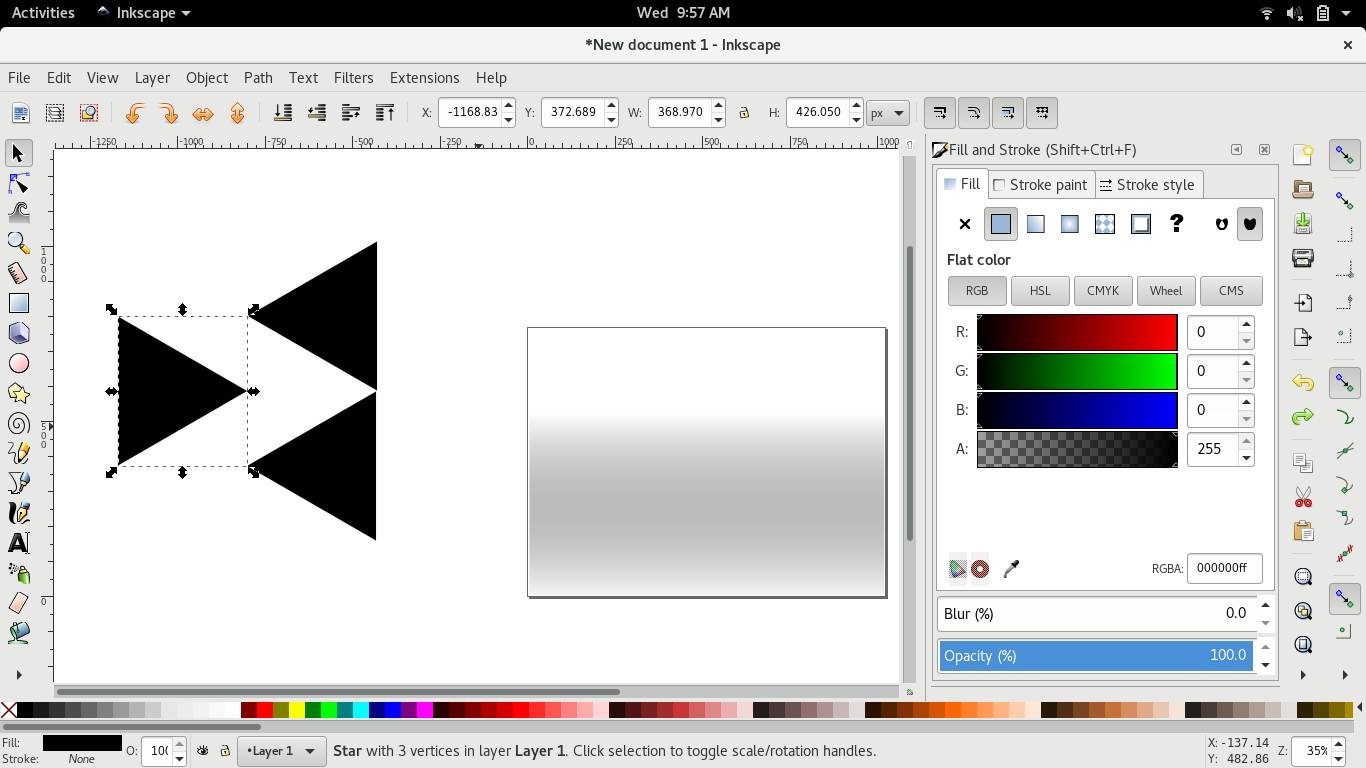 Activities Inkscape Wed 9:57 AM
*New document 1 - Inkscape
File Edit View Layer Object Path Text Filters Extensions Help
X: -1168.83 Y: 372.689 W: 368.970 H: 426.050 px
-1250 -1000 -750 -500 -250 0 250 500 750 1000
Fill and Stroke (Shift+Ctrl+F)
Fill Stroke paint Stroke style
Flat color
RGB HSL CMYK Wheel CMS
R: 0
G: 0
B: 0
A: 255
1000
500
0
RGBA: 000000ff
Blur (%) 0.0
Opacity (%) 100.0
Fill: O: 10
Stroke: None
•Layer 1
Star with 3 vertices in layer Layer 1. Click selection to toggle scale/rotation handles.
X: -137.14
Y: 482.86
Z: 35%